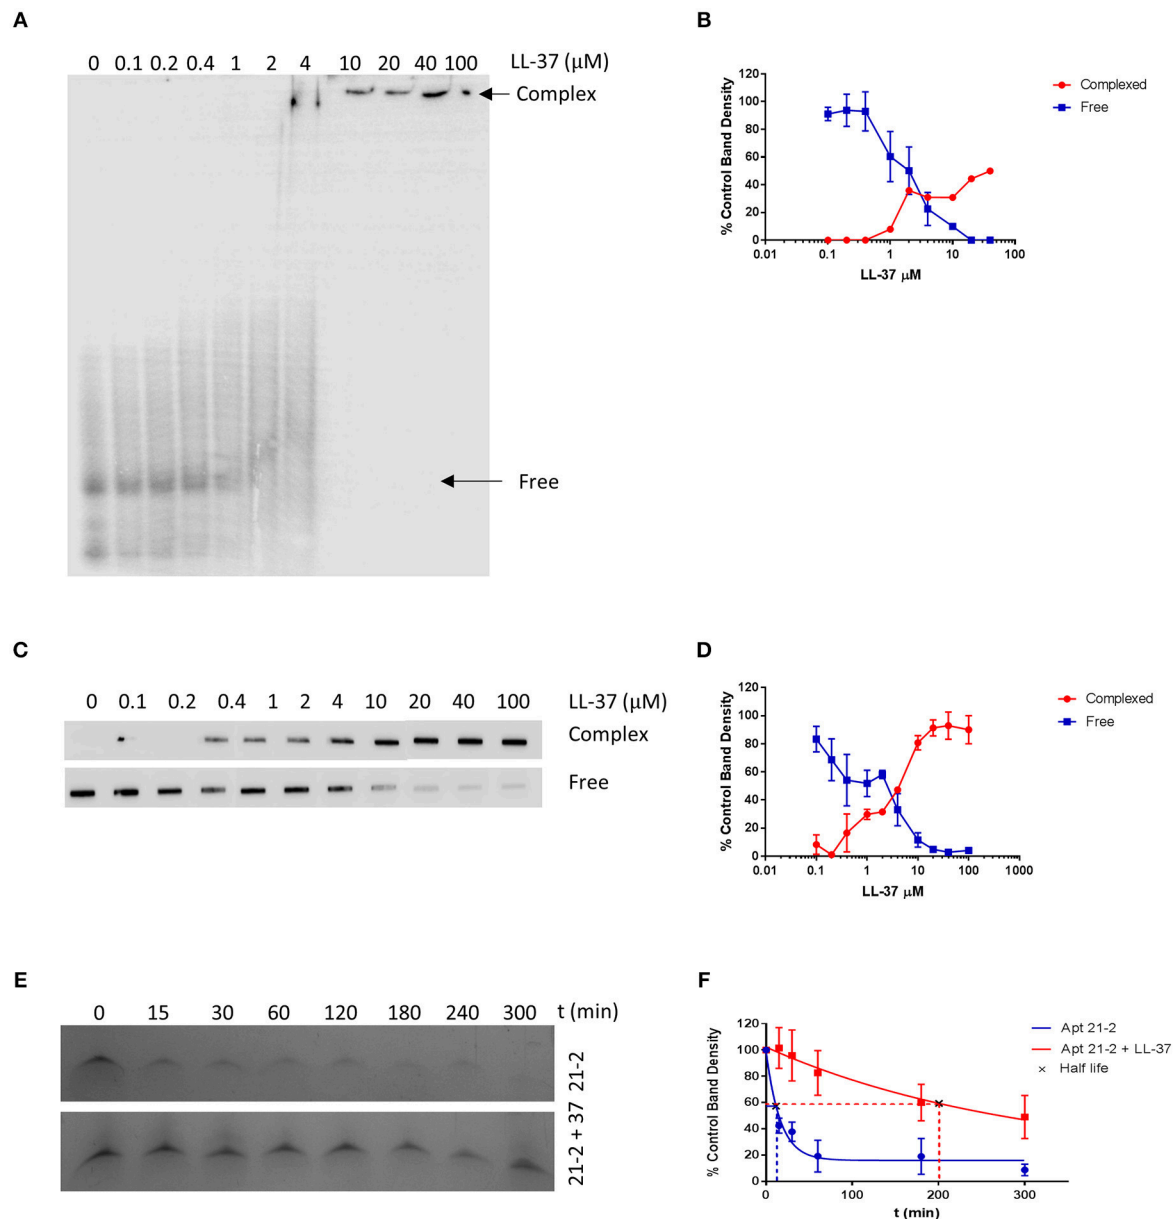 A
0 0.1 0.2 0.4 1 2 4 10 20 40 100 LL-37 (μM)
Complex
Free
B
120
100
80
60
40
20
0
0.01 0.1 1 10 100
% Control Band Density
LL-37 μM
Complexed
Free
C
0 0.1 0.2 0.4 1 2 4 10 20 40 100 LL-37 (μM)
Complex
Free
D
120
100
80
60
40
20
0
0.01 0.1 1 10 100 1000
% Control Band Density
LL-37 μM
Complexed
Free
E
0 15 30 60 120 180 240 300 t (min)
21-2
21-2 + 37
F
120
100
80
60
40
20
0
0 100 200 300
% Control Band Density
t (min)
Apt 21-2
Apt 21-2 + LL-37
Half life